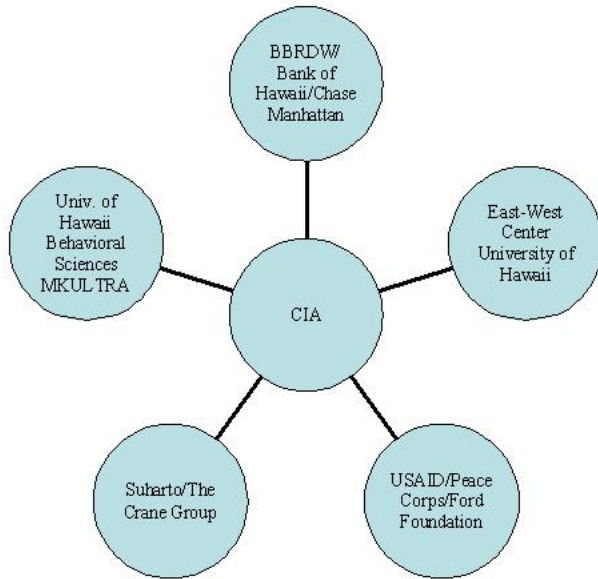 BBRDW/
Bank of
Hawaii/Chase
Manhattan
Univ. of
Hawaii
Behavioral
Sciences
MKULTRA
East-West
Center
University of
Hawaii
CIA
Suharto/The
Crane Group
USAID/Peace
Corps/Ford
Foundation